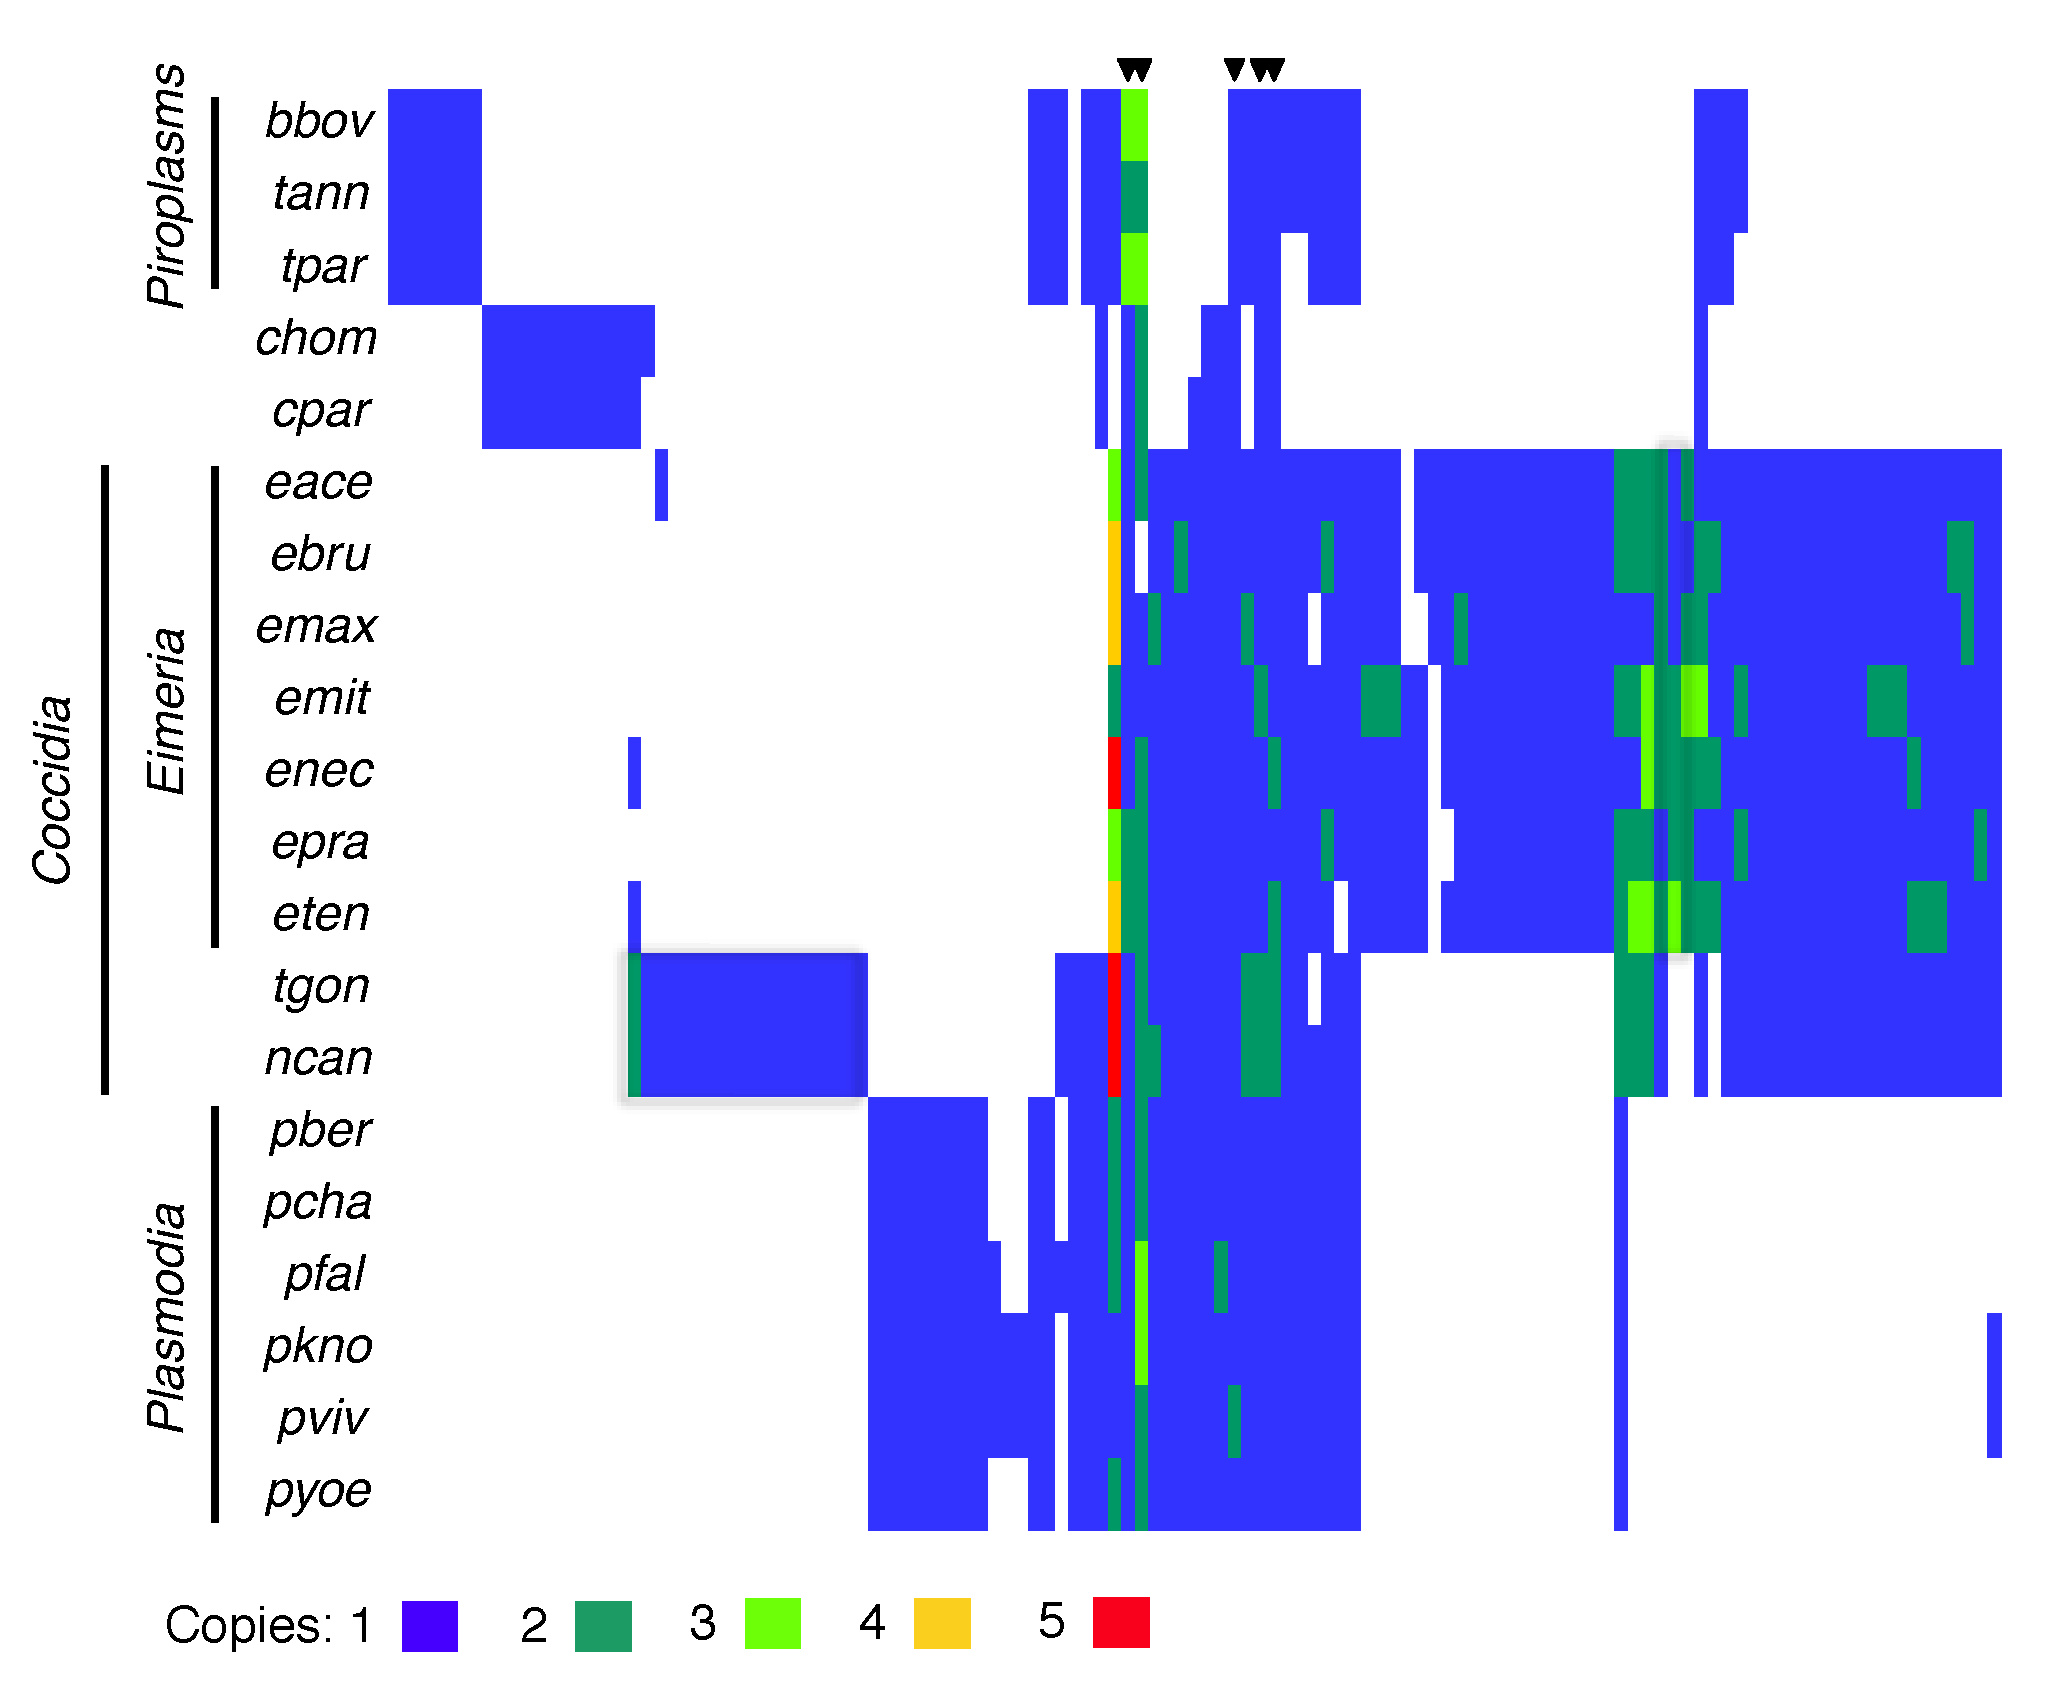 Piroplasms
bbov
tann
tpar
chom
cpar
Coccidia
Eimeria
eace
ebru
emax
emit
enec
epra
eten
tgon
ncan
Plasmodia
pber
pcha
pfal
pkno
pviv
pyoe
Copies: 1 2 3 4 5